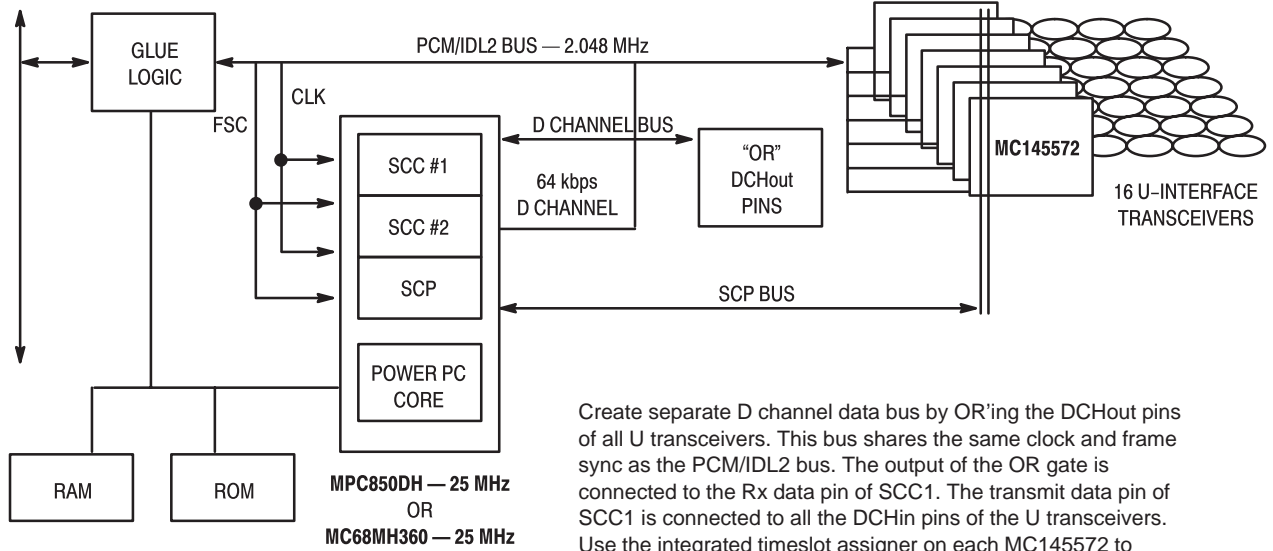 GLUE
LOGIC
PCM/IDL2 BUS — 2.048 MHz
CLK
FSC
SCC #1
SCC #2
SCP
POWER PC
CORE
D CHANNEL BUS
64 kbps
D CHANNEL
“OR”
DCHout
PINS
MC145572
16 U–INTERFACE
TRANSCEIVERS
SCP BUS
RAM
ROM
MPC850DH — 25 MHz
OR
MC68MH360 — 25 MHz
Create separate D channel data bus by OR'ing the DCHout pins
of all U transceivers. This bus shares the same clock and frame
sync as the PCM/IDL2 bus. The output of the OR gate is
connected to the Rx data pin of SCC1. The transmit data pin of
SCC1 is connected to all the DCHin pins of the U transceivers.
Use the integrated timeslot assigner on each MC145572 to